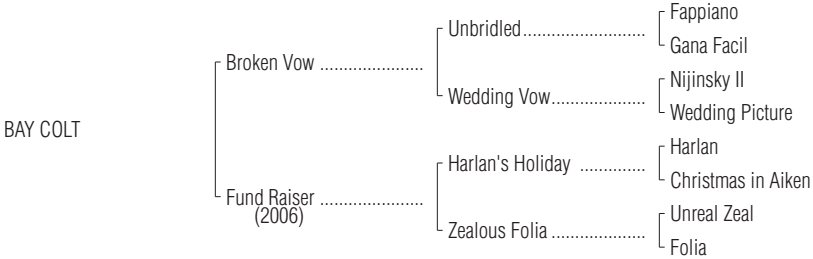 Fappiano
Unbridled..........................
Gana Facil
Broken Vow ......................
Nijinsky II
Wedding Vow....................
Wedding Picture
BAY COLT
Harlan
Harlan's Holiday ..............
Christmas in Aiken
Fund Raiser ......................
(2006)
Unreal Zeal
Zealous Folia ....................
Folia